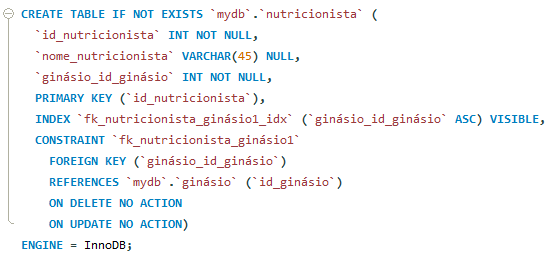 CREATE TABLE IF NOT EXISTS `mydb`.`nutricionista` (
`id_nutricionista` INT NOT NULL,
`nome_nutricionista` VARCHAR(45) NULL,
`ginásio_id_ginásio` INT NOT NULL,
PRIMARY KEY (`id_nutricionista`),
INDEX `fk_nutricionista_ginásio1_idx` (`ginásio_id_ginásio` ASC) VISIBLE,
CONSTRAINT `fk_nutricionista_ginásio1`
FOREIGN KEY (`ginásio_id_ginásio`)
REFERENCES `mydb`.`ginásio` (`id_ginásio`)
ON DELETE NO ACTION
ON UPDATE NO ACTION)
ENGINE = InnoDB;